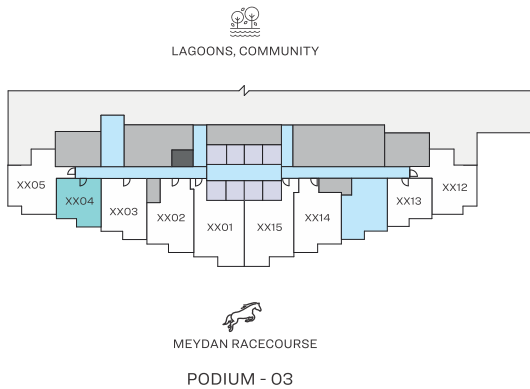 LAGOONS, COMMUNITY
XX05
XX04
XX03
XX02
XX01
XX15
XX14
XX13
XX12
MEYDAN RACECOURSE
PODIUM - 03